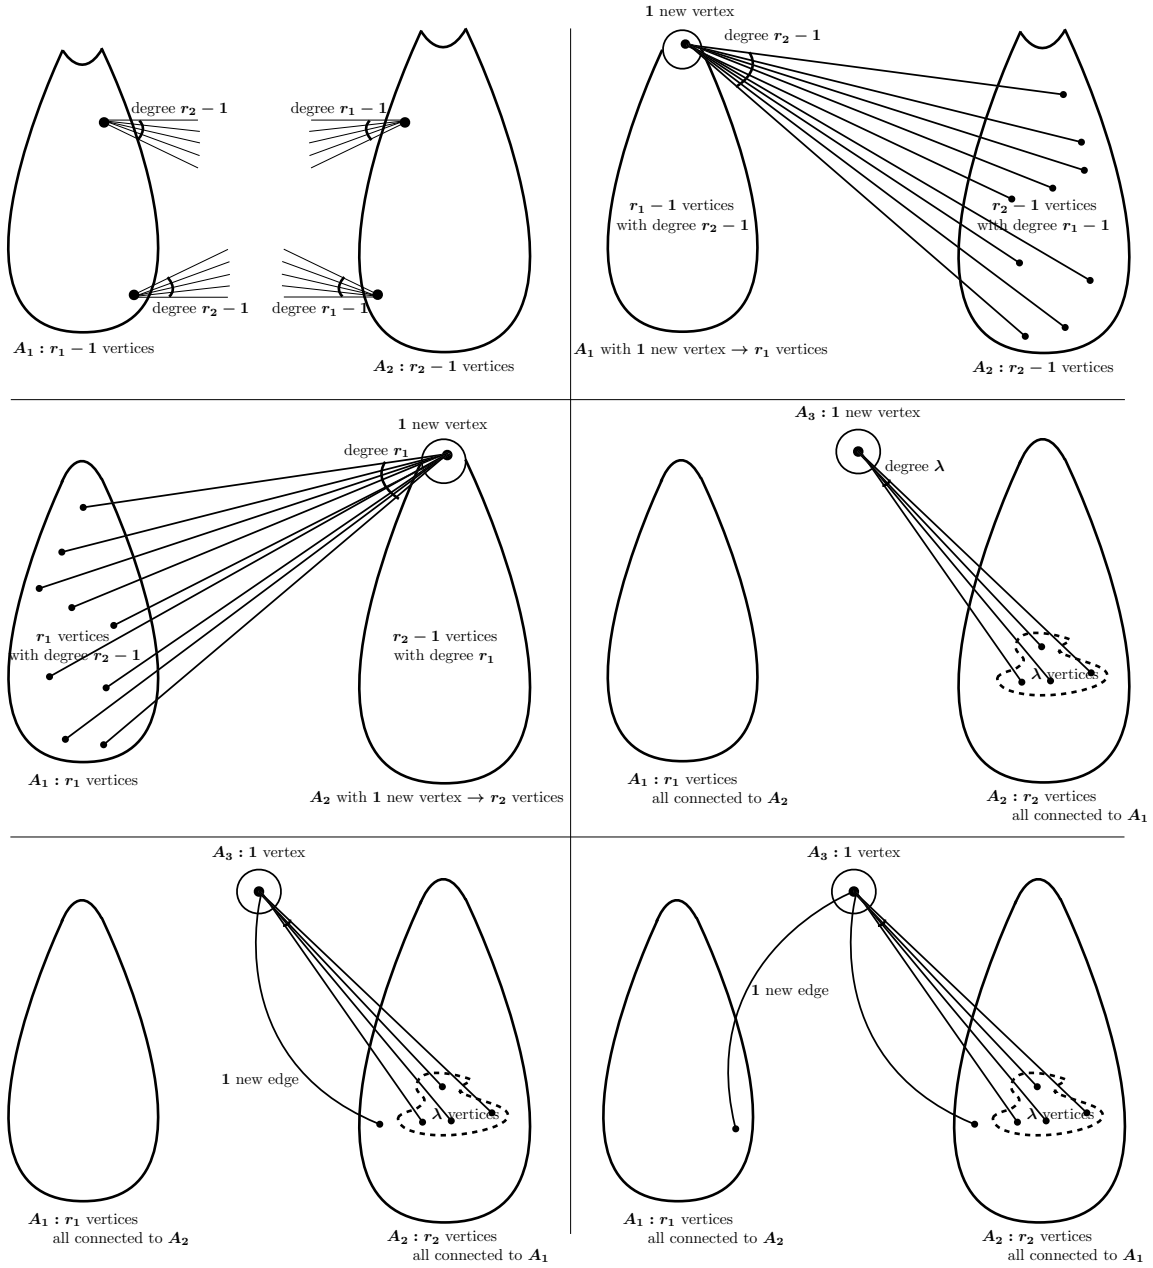 degree r₂ − 1
degree r₁ − 1
degree r₂ − 1
degree r₁ − 1
A₁ : r₁ − 1 vertices
A₂ : r₂ − 1 vertices
1 new vertex
degree r₂ − 1
r₁ − 1 vertices
with degree r₂ − 1
r₂ − 1 vertices
with degree r₁ − 1
A₁ with 1 new vertex → r₁ vertices
A₂ : r₂ − 1 vertices
1 new vertex
degree r₁
r₁ vertices
with degree r₂ − 1
r₂ − 1 vertices
with degree r₁
A₁ : r₁ vertices
A₂ with 1 new vertex → r₂ vertices
A₃ : 1 new vertex
degree λ
λ vertices
A₁ : r₁ vertices
all connected to A₂
A₂ : r₂ vertices
all connected to A₁
A₃ : 1 vertex
1 new edge
λ vertices
A₁ : r₁ vertices
all connected to A₂
A₂ : r₂ vertices
all connected to A₁
A₃ : 1 vertex
1 new edge
λ vertices
A₁ : r₁ vertices
all connected to A₂
A₂ : r₂ vertices
all connected to A₁